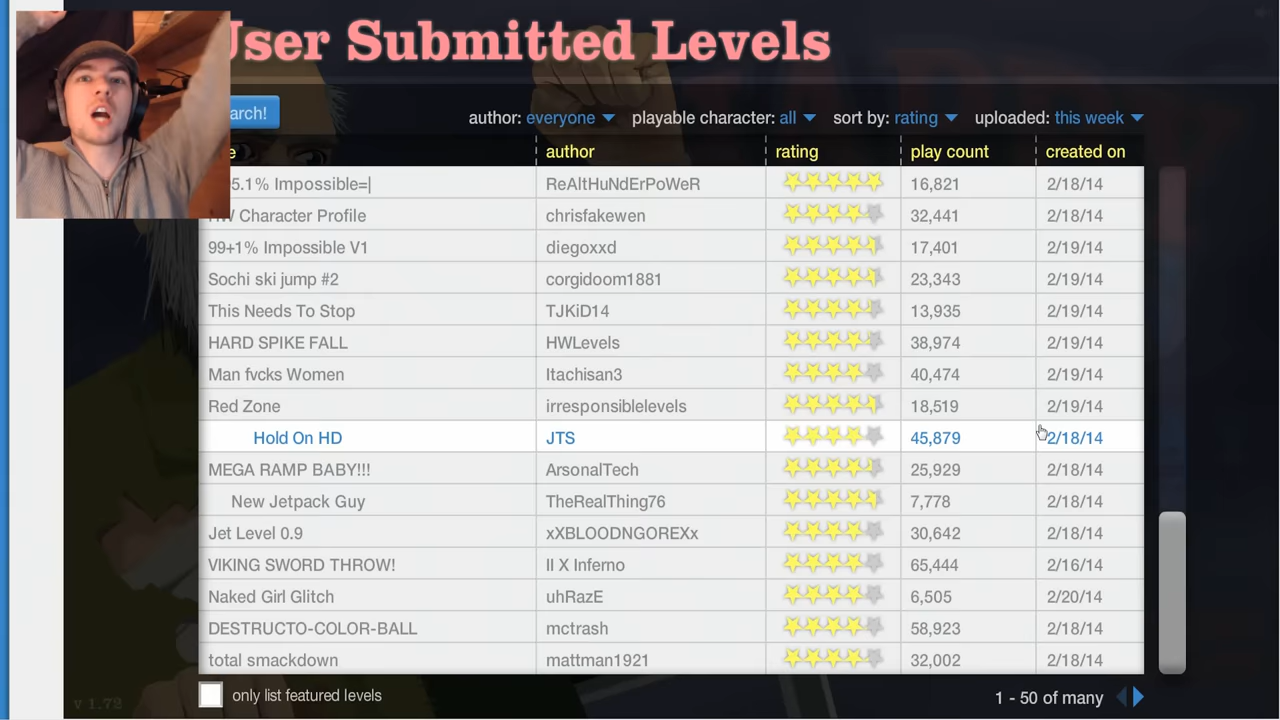 User Submitted Levels
arch!
author: everyone playable character: all sort by: rating uploaded: this week
e author rating play count created on
5.1% Impossible=| ReAltHuNdErPoWeR 16,821 2/18/14
HW Character Profile chrisfakewen 32,441 2/18/14
99+1% Impossible V1 diegoxxd 17,401 2/19/14
Sochi ski jump #2 corgidoom1881 23,343 2/19/14
This Needs To Stop TJKiD14 13,935 2/19/14
HARD SPIKE FALL HWLevels 38,974 2/19/14
Man fvcks Women Itachisan3 40,474 2/19/14
Red Zone irresponsiblelevels 18,519 2/19/14
Hold On HD JTS 45,879 2/18/14
MEGA RAMP BABY!!! ArsonalTech 25,929 2/18/14
New Jetpack Guy TheRealThing76 7,778 2/18/14
Jet Level 0.9 xXBLOODNGOREXx 30,642 2/18/14
VIKING SWORD THROW! II X Inferno 65,444 2/16/14
Naked Girl Glitch uhRazE 6,505 2/20/14
DESTRUCTO-COLOR-BALL mctrash 58,923 2/18/14
total smackdown mattman1921 32,002 2/18/14
only list featured levels 1 - 50 of many
v 1.72